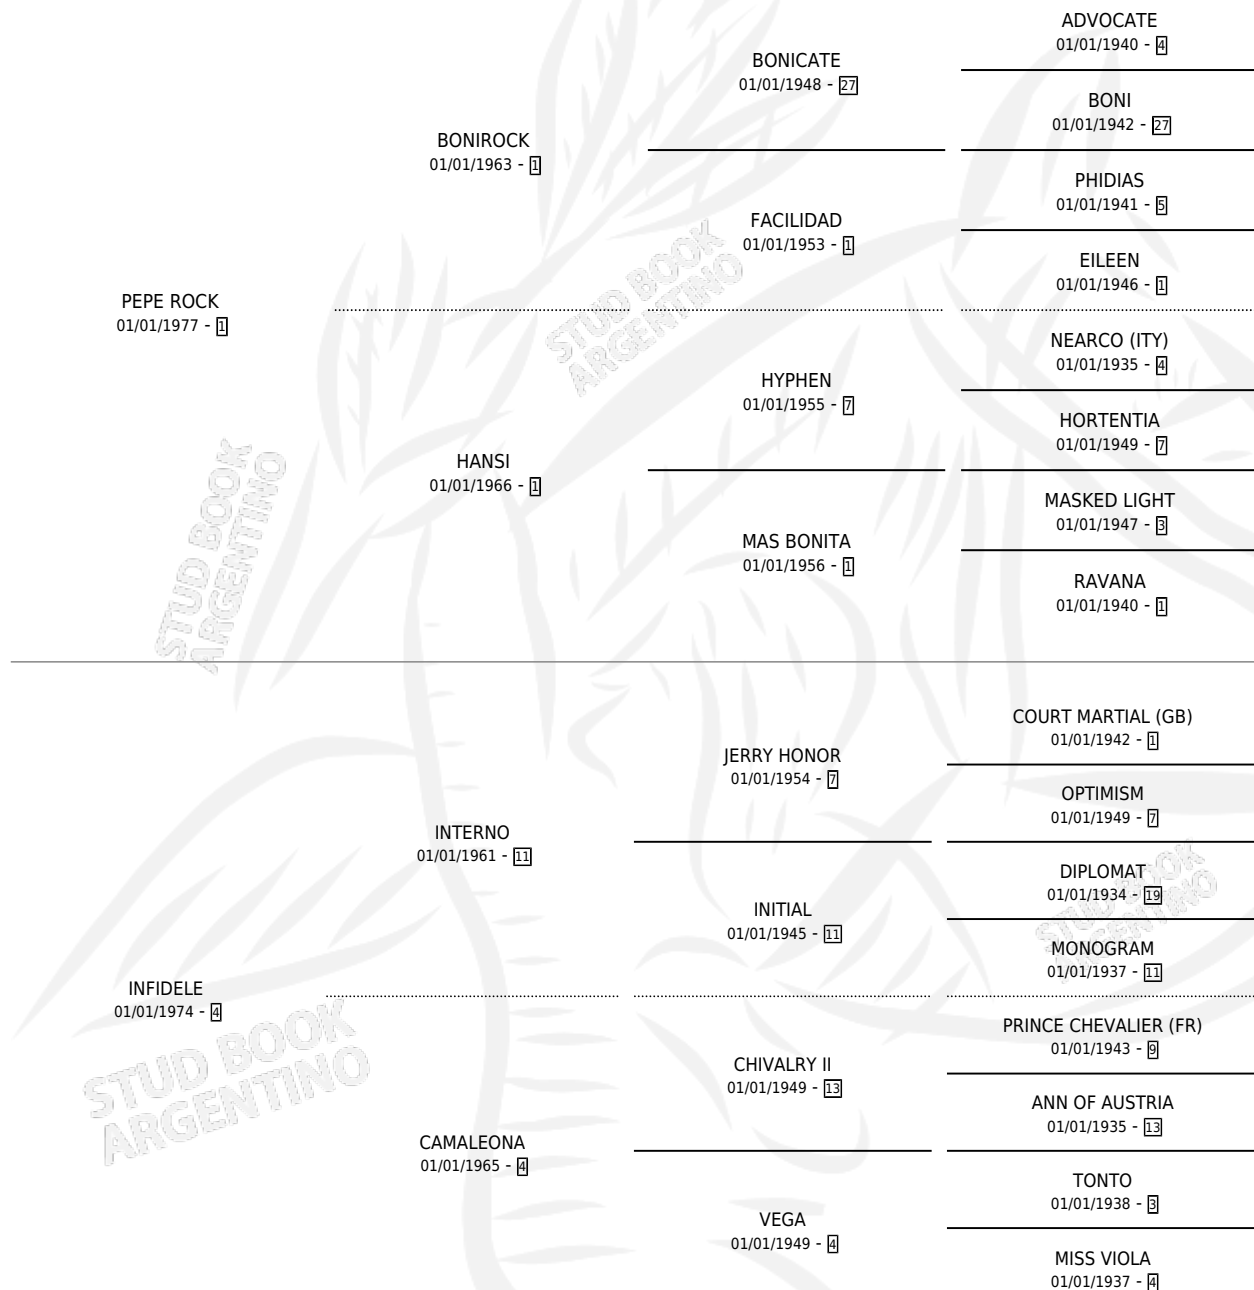 PEPE ROCK
01/01/1977 - 1
BONIROCK
01/01/1963 - 1
BONICATE
01/01/1948 - 27
ADVOCATE
01/01/1940 - 4
BONI
01/01/1942 - 27
FACILIDAD
01/01/1953 - 1
PHIDIAS
01/01/1941 - 5
EILEEN
01/01/1946 - 1
HANSI
01/01/1966 - 1
HYPHEN
01/01/1955 - 7
NEARCO (ITY)
01/01/1935 - 4
HORTENTIA
01/01/1949 - 7
MAS BONITA
01/01/1956 - 1
MASKED LIGHT
01/01/1947 - 3
RAVANA
01/01/1940 - 1
INFIDELE
01/01/1974 - 4
INTERNO
01/01/1961 - 11
JERRY HONOR
01/01/1954 - 7
COURT MARTIAL (GB)
01/01/1942 - 1
OPTIMISM
01/01/1949 - 7
INITIAL
01/01/1945 - 11
DIPLOMAT
01/01/1934 - 19
MONOGRAM
01/01/1937 - 11
CAMALEONA
01/01/1965 - 4
CHIVALRY II
01/01/1949 - 13
PRINCE CHEVALIER (FR)
01/01/1943 - 9
ANN OF AUSTRIA
01/01/1935 - 13
VEGA
01/01/1949 - 4
TONTO
01/01/1938 - 3
MISS VIOLA
01/01/1937 - 4
STUD BOOK
ARGENTINO
STUD BOOK
ARGENTINO
STUD BOOK
ARGENTINO
STUD BOOK
ARGENTINO